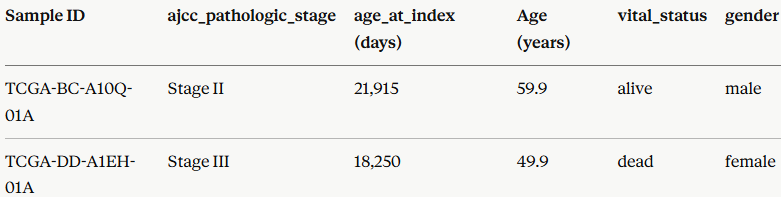 Sample ID ajcc_pathologic_stage age_at_index Age vital_status gender
(days) (years)
TCGA-BC-A10Q- Stage II 21,915 59.9 alive male
01A
TCGA-DD-A1EH- Stage III 18,250 49.9 dead female
01A